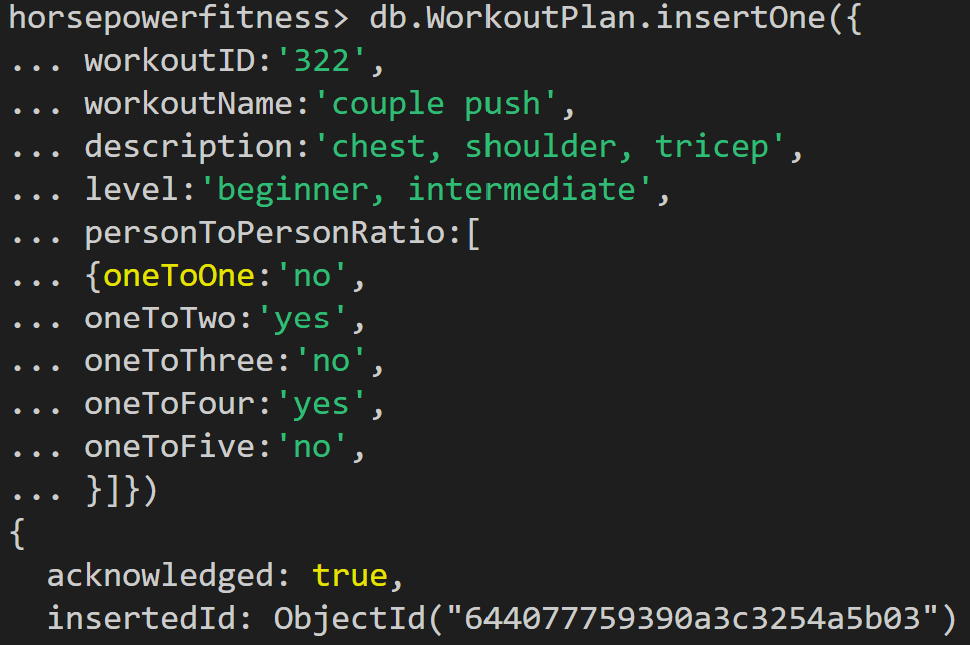 horsepowerfitness> db.WorkoutPlan.insertOne({
... workoutID:'322',
... workoutName:'couple push',
... description:'chest, shoulder, tricep',
... level:'beginner, intermediate',
... personToPersonRatio:[
... {oneToOne:'no',
... oneToTwo:'yes',
... oneToThree:'no',
... oneToFour:'yes',
... oneToFive:'no',
... }]})
{
  acknowledged: true,
  insertedId: ObjectId("644077759390a3c3254a5b03")